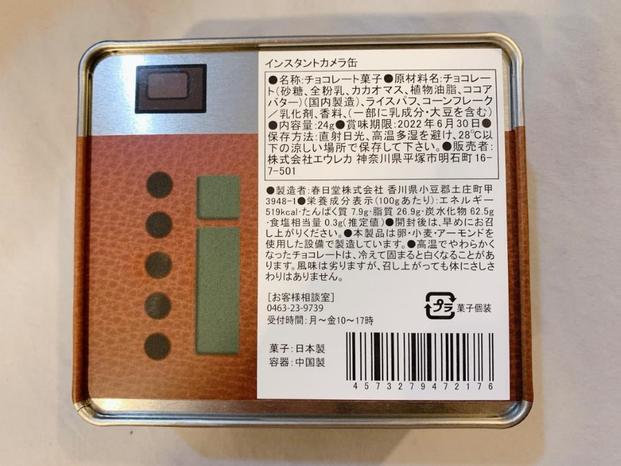 インスタントカメラ缶
●名称:チョコレート菓子●原材料名:チョコレー
ト(砂糖、全粉乳、カカオマス、植物油脂、ココア
バター)(国内製造)、ライスパフ、コーンフレーク
/乳化剤、香料、(一部に乳成分・大豆を含む)
●内容量:24g●賞味期限:2022年6月30日●
保存方法:直射日光、高温多湿を避け、28℃以
下の涼しい場所で保存して下さい。●販売者:
株式会社エウレカ 神奈川県平塚市明石町16-
7-501
●製造者:春日堂株式会社 香川県小豆郡土庄町甲
3948-1●栄養成分表示(100gあたり):エネルギー
519kcal・たんぱく質 7.9g・脂質 26.9g・炭水化物 62.5g
・食塩相当量 0.3g(推定値)●開封後は、早めにお召
し上がりください。●本製品は卵・小麦・アーモンドを
使用した設備で製造しています。●高温でやわらかく
なったチョコレートは、冷えて固まると白くなることがあ
ります。風味は劣りますが、召し上がっても体にさしさ
わりはありません。
[お客様相談室]
0463-23-9739
受付時間:月～金10～17時
プラ 菓子個装
菓子:日本製
容器:中国製
4573279472176